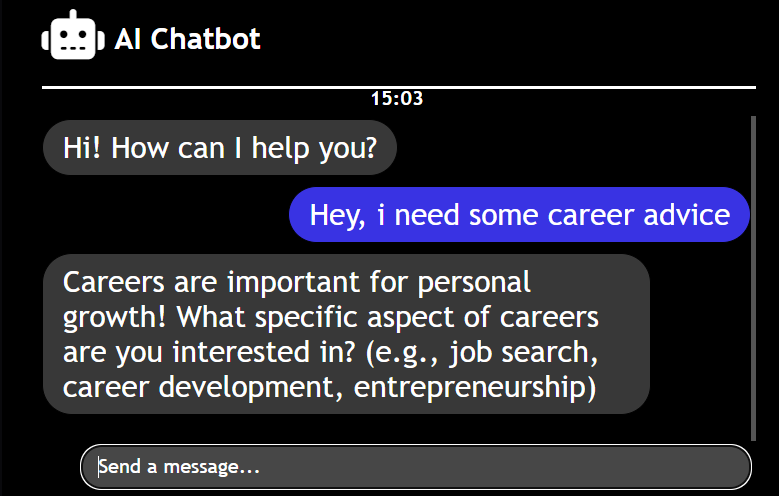 AI Chatbot
15:03
Hi! How can I help you?
Hey, i need some career advice
Careers are important for personal
growth! What specific aspect of careers
are you interested in? (e.g., job search,
career development, entrepreneurship)
Send a message...